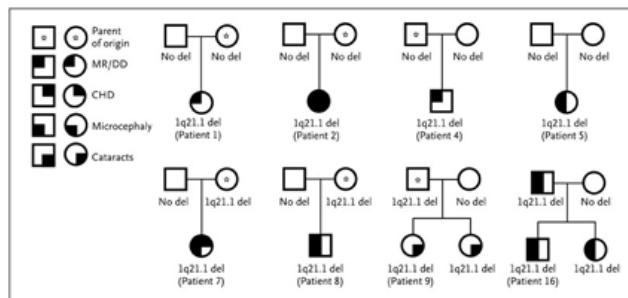 Parent
of origin
MR/DD
CHD
Microcephaly
Cataracts
No del No del
1q21.1 del
(Patient 1)
No del No del
1q21.1 del
(Patient 2)
No del No del
1q21.1 del
(Patient 4)
No del No del
1q21.1 del
(Patient 5)
No del 1q21.1 del
1q21.1 del
(Patient 7)
No del 1q21.1 del
1q21.1 del
(Patient 8)
1q21.1 del No del
1q21.1 del 1q21.1 del
(Patient 9)
1q21.1 del No del
1q21.1 del 1q21.1 del
(Patient 16)